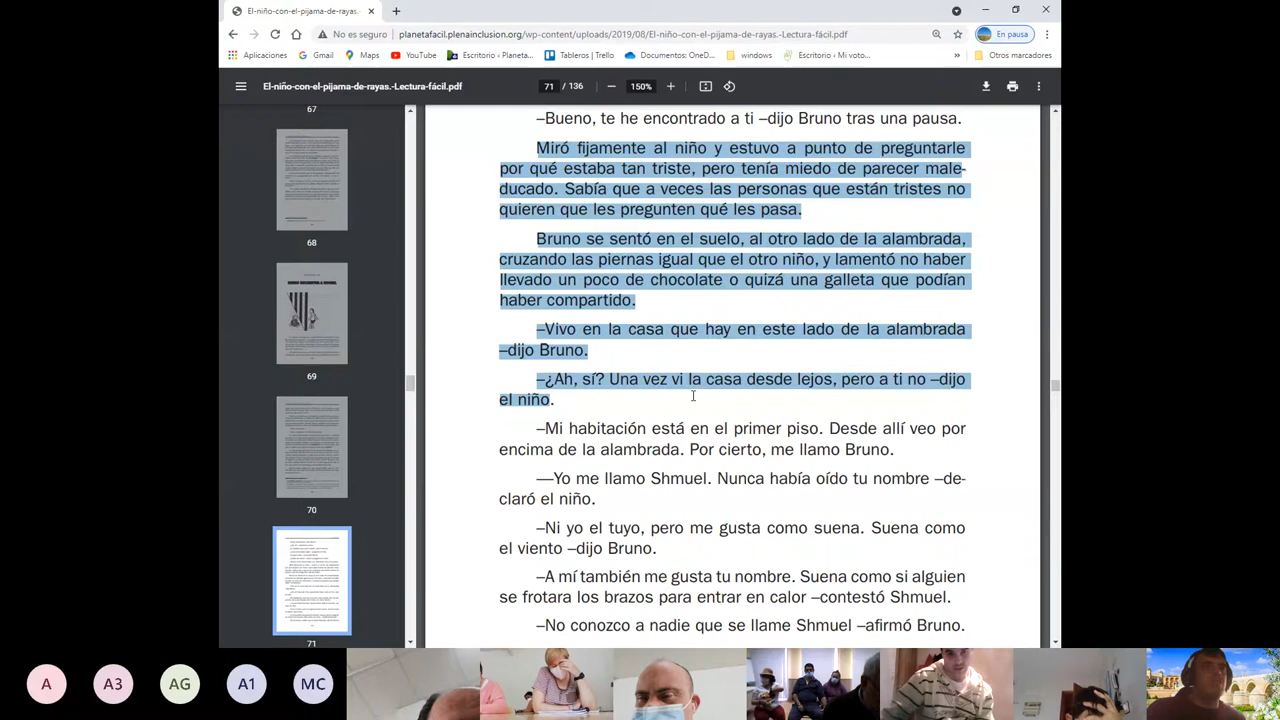 El-niño-con-el-pijama-de-rayas.-
No es seguro planetafacil.plenainclusion.org/wp-content/uploads/2019/08/El-niño-con-el-pijama-de-rayas.-Lectura-fácil.pdf
En pausa
Aplicaciones Gmail Maps YouTube Escritorio – Planeta... Tableros | Trello Documentos: OneD... windows Escritorio ‹ Mi voto... » Otros marcadores
El-niño-con-el-pijama-de-rayas.-Lectura-fácil.pdf 71 / 136 150%
67
68
69
70
71
–Bueno, te he encontrado a ti –dijo Bruno tras una pausa.
Miró fijamente al niño y estuvo a punto de preguntarle
por qué estaba tan triste, pero tenía miedo de parecer male-
ducado. Sabía que a veces las personas que están tristes no
quieren que les pregunten qué les pasa.
Bruno se sentó en el suelo, al otro lado de la alambrada,
cruzando las piernas igual que el otro niño, y lamentó no haber
llevado un poco de chocolate o quizá una galleta que podían
haber compartido.
–Vivo en la casa que hay en este lado de la alambrada
–dijo Bruno.
–¿Ah, sí? Una vez vi la casa desde lejos, pero a ti no –dijo
el niño.
–Mi habitación está en el primer piso. Desde allí veo por
encima de la alambrada. Por cierto, me llamo Bruno.
–Yo me llamo Shmuel. Nunca había oído tu nombre –de-
claró el niño.
–Ni yo el tuyo, pero me gusta cómo suena. Suena como
el viento –dijo Bruno.
se frota los brazos para entrar en calor –contestó Shmuel.
–No conozco a nadie que se llame Shmuel –afirmó Bruno.
A A3 AG A1 MC